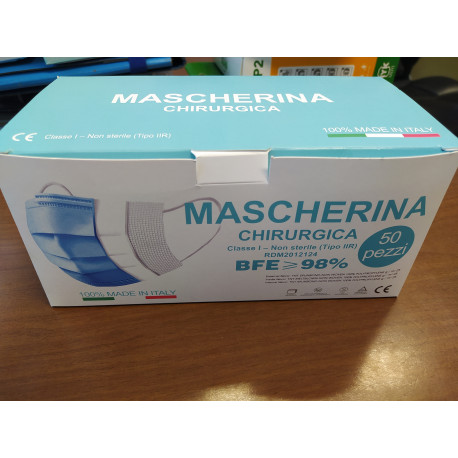 P2
MASCHERINA
CHIRURGICA
CE Classe I - Non sterile (Tipo IIR)
100% MADE IN ITALY
MASCHERINA
CHIRURGICA
Classe I - Non sterile (Tipo IIR)
RDM2012124
BFE ≥ 98%
50
pezzi
100% MADE IN ITALY
CE